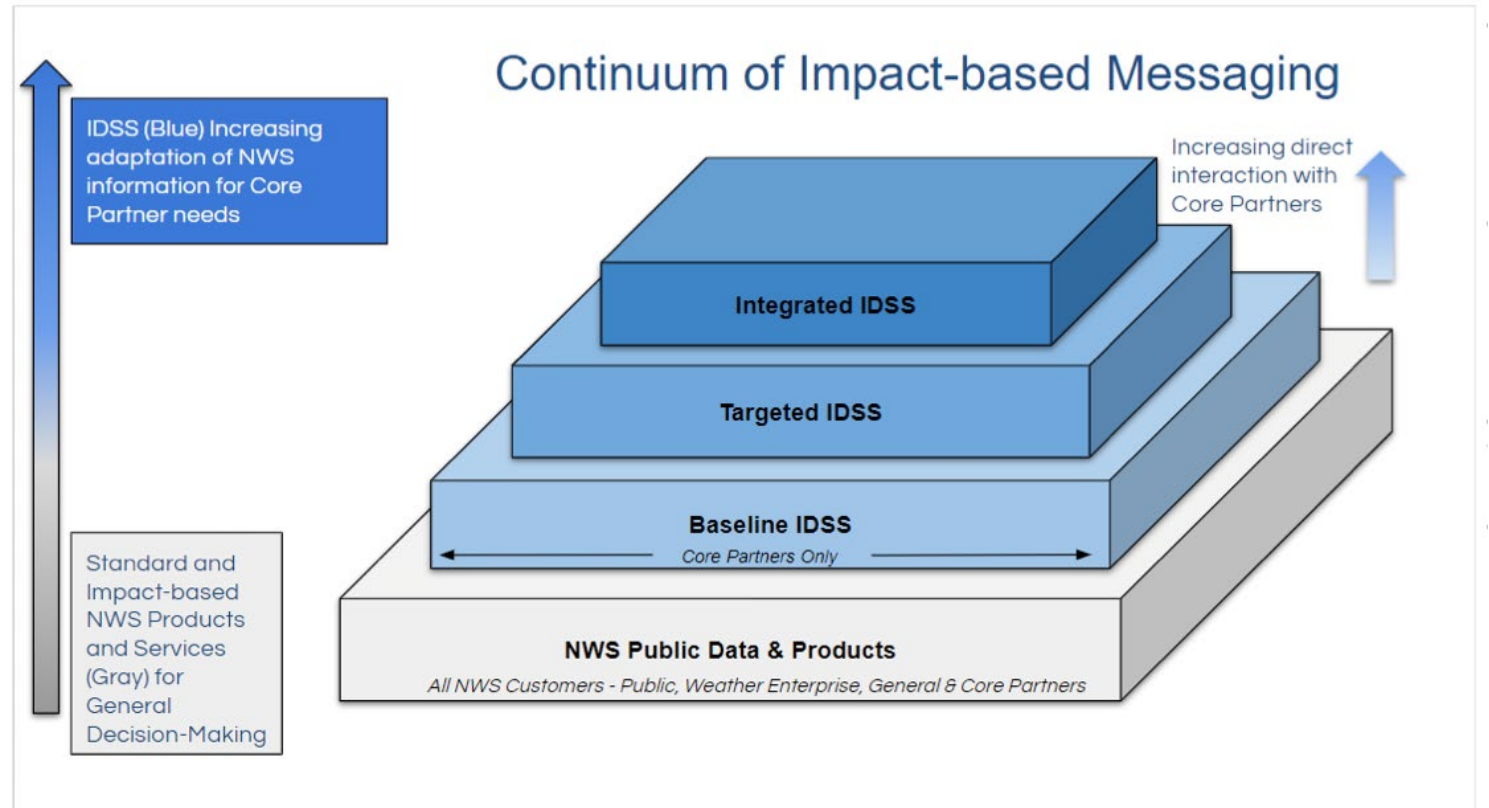 Continuum of Impact-based Messaging
IDSS (Blue) Increasing
adaptation of NWS
information for Core
Partner needs
Increasing direct
interaction with
Core Partners
Integrated IDSS
Targeted IDSS
Baseline IDSS
Core Partners Only
Standard and
Impact-based
NWS Products
and Services
(Gray) for
General
Decision-Making
NWS Public Data & Products
All NWS Customers - Public, Weather Enterprise, General & Core Partners